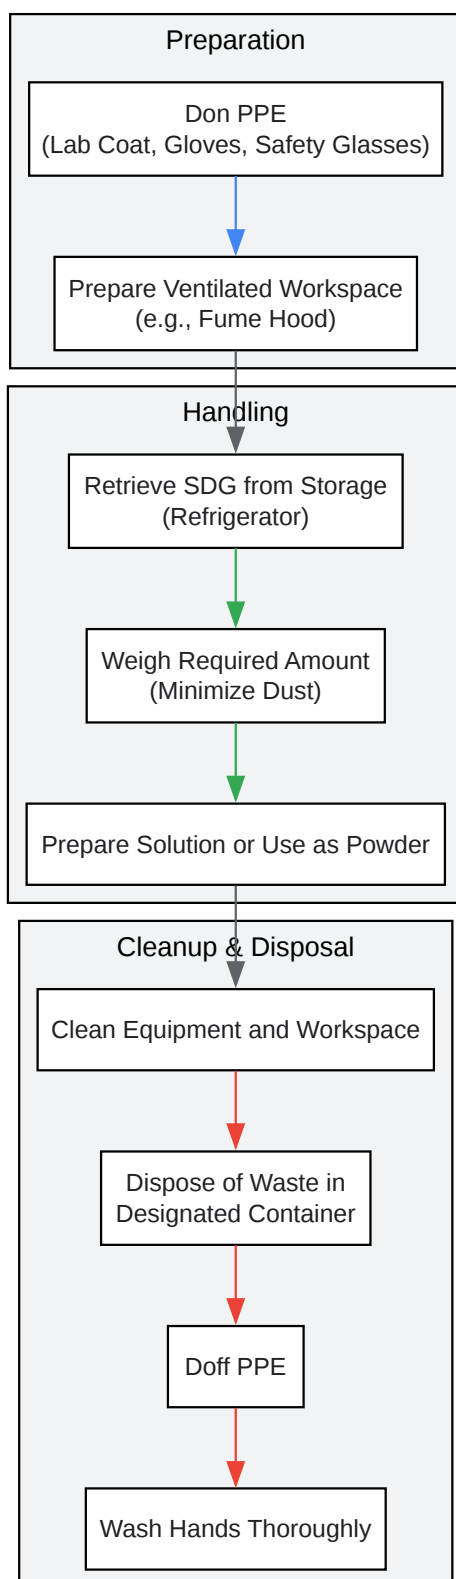 Preparation
Don PPE
(Lab Coat, Gloves, Safety Glasses)
Prepare Ventilated Workspace
(e.g., Fume Hood)
Handling
Retrieve SDG from Storage
(Refrigerator)
Weigh Required Amount
(Minimize Dust)
Prepare Solution or Use as Powder
Cleanup & Disposal
Clean Equipment and Workspace
Dispose of Waste in
Designated Container
Doff PPE
Wash Hands Thoroughly